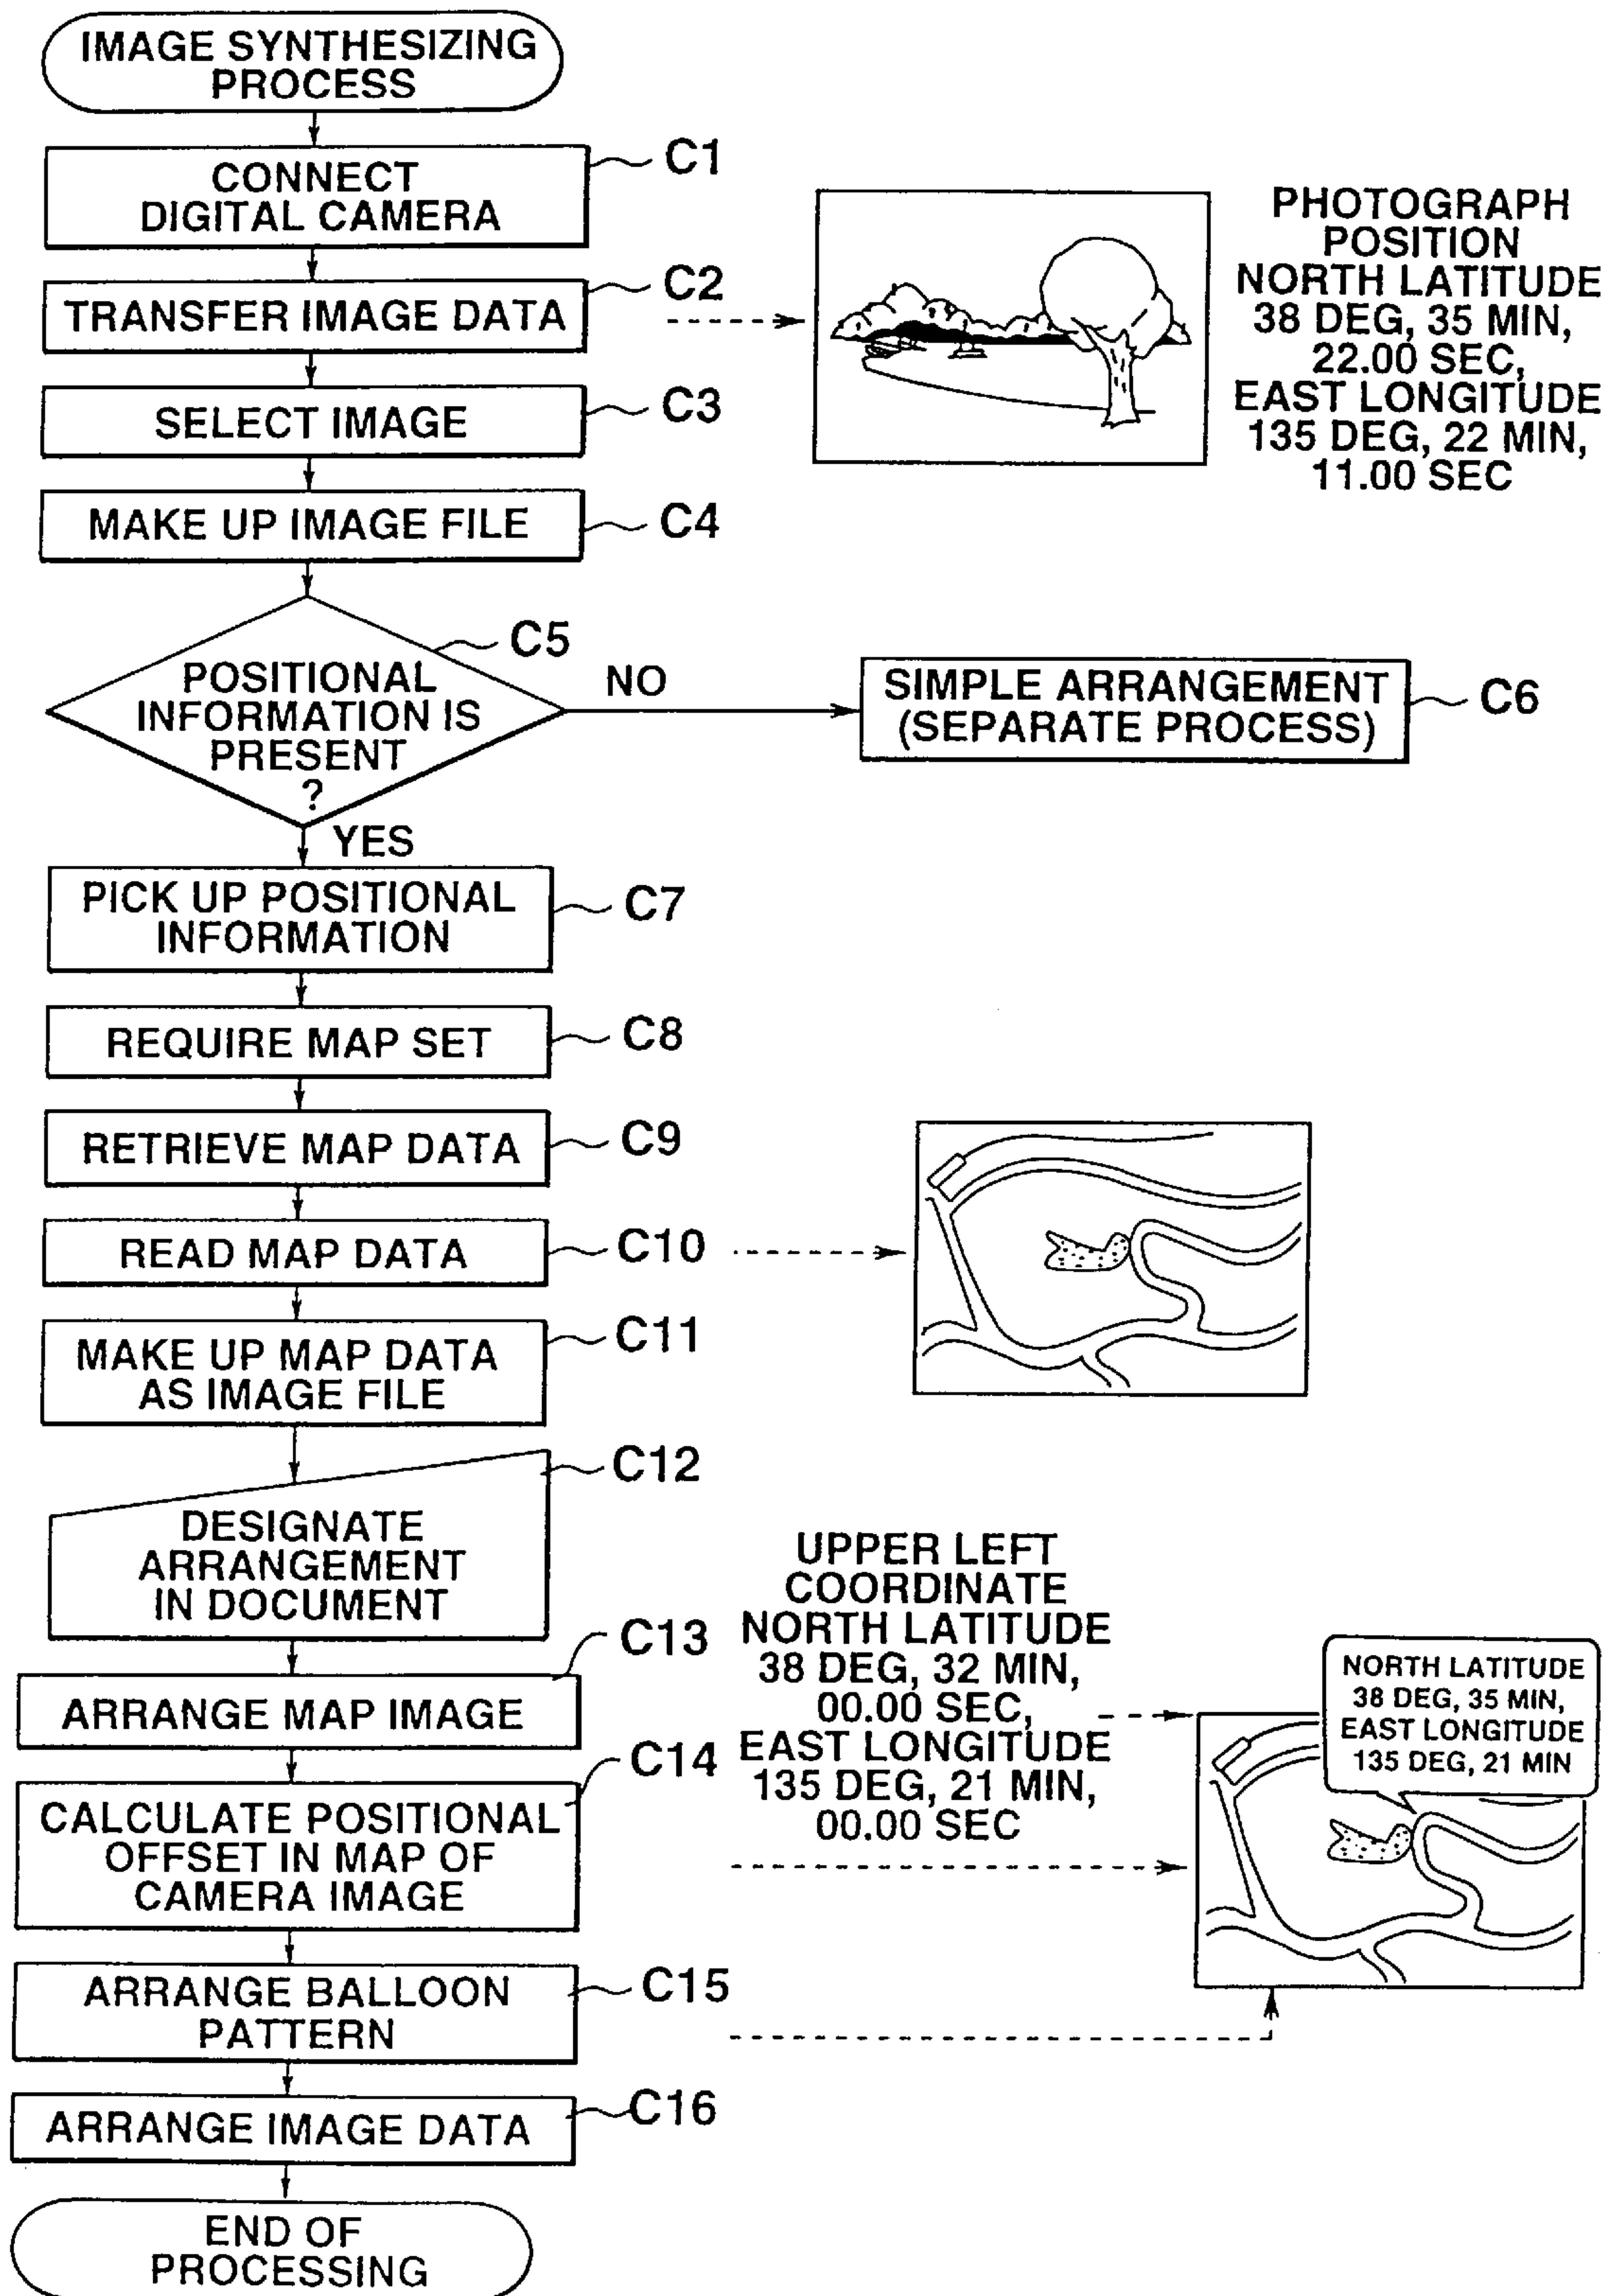 IMAGE SYNTHESIZING
PROCESS
CONNECT
DIGITAL CAMERA
C1
TRANSFER IMAGE DATA
C2
PHOTOGRAPH
POSITION
NORTH LATITUDE
38 DEG, 35 MIN,
22.00 SEC,
EAST LONGITUDE
135 DEG, 22 MIN,
11.00 SEC
SELECT IMAGE
C3
MAKE UP IMAGE FILE
C4
POSITIONAL
INFORMATION IS
PRESENT
?
C5
NO
SIMPLE ARRANGEMENT
(SEPARATE PROCESS)
C6
YES
PICK UP POSITIONAL
INFORMATION
C7
REQUIRE MAP SET
C8
RETRIEVE MAP DATA
C9
READ MAP DATA
C10
MAKE UP MAP DATA
AS IMAGE FILE
C11
DESIGNATE
ARRANGEMENT
IN DOCUMENT
C12
ARRANGE MAP IMAGE
C13
UPPER LEFT
COORDINATE
NORTH LATITUDE
38 DEG, 32 MIN,
00.00 SEC,
EAST LONGITUDE
135 DEG, 21 MIN,
00.00 SEC
NORTH LATITUDE
38 DEG, 35 MIN,
EAST LONGITUDE
135 DEG, 21 MIN
CALCULATE POSITIONAL
OFFSET IN MAP OF
CAMERA IMAGE
C14
ARRANGE BALLOON
PATTERN
C15
ARRANGE IMAGE DATA
C16
END OF
PROCESSING